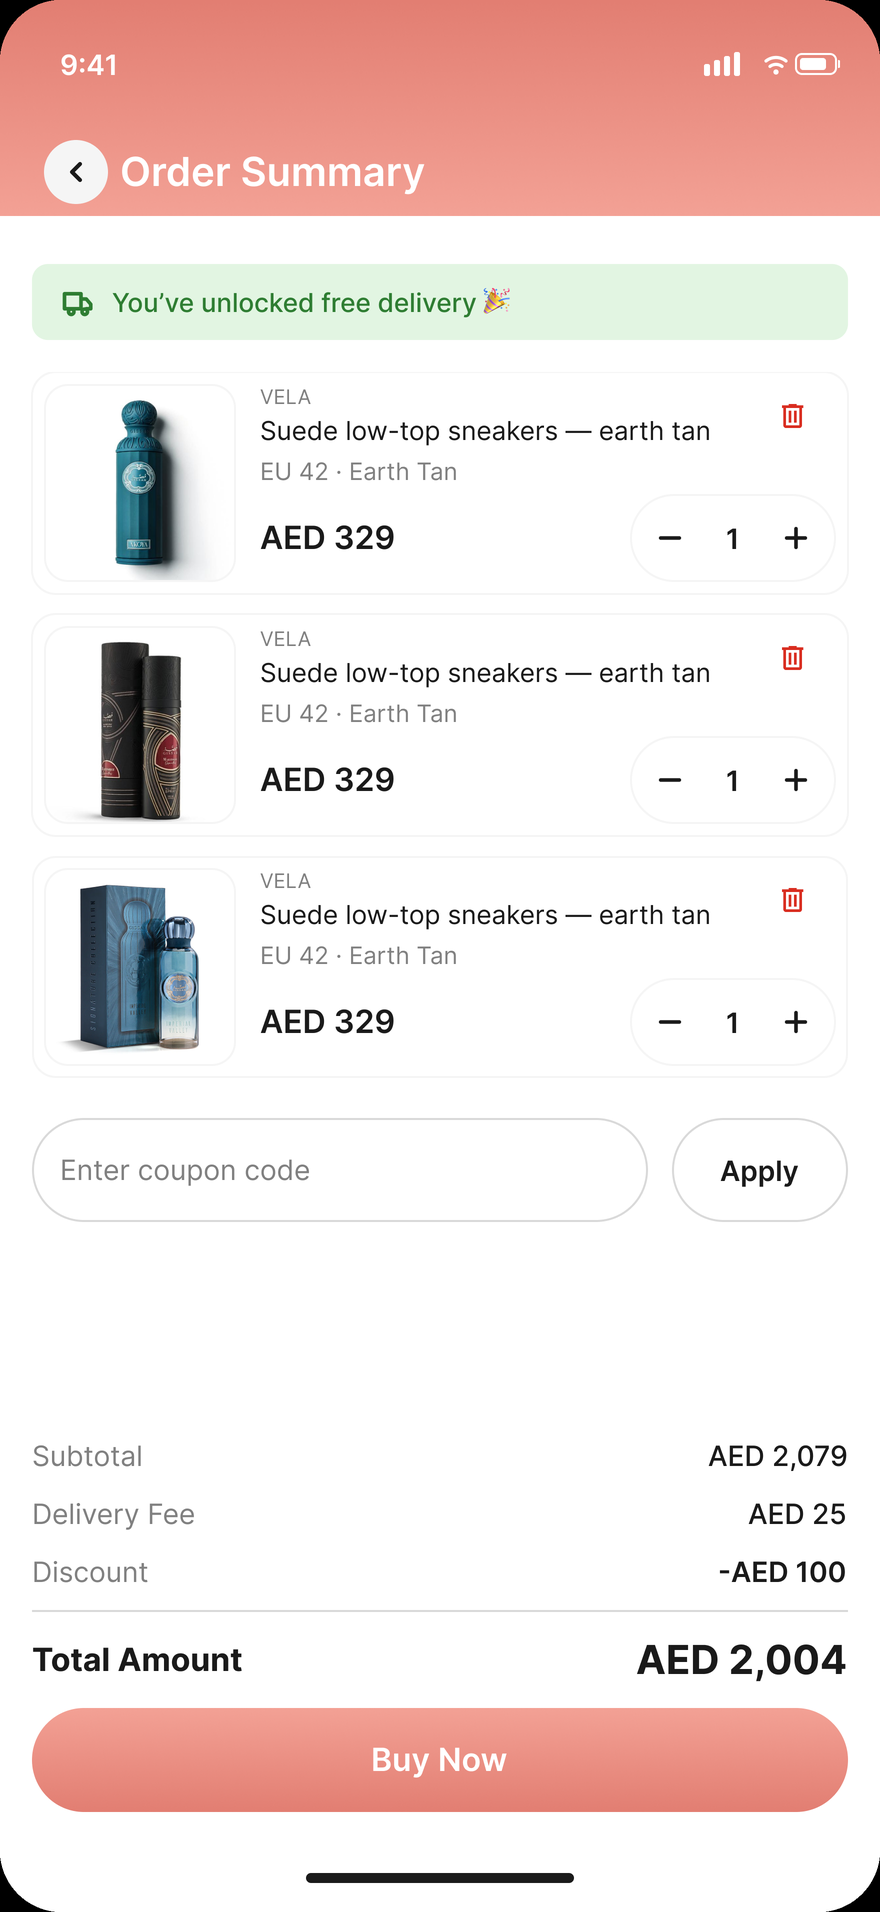 9:41
Order Summary
You’ve unlocked free delivery🎉
VELA
Suede low-top sneakers — earth tan
EU 42 · Earth Tan
AED 329
1
VELA
Suede low-top sneakers — earth tan
EU 42 · Earth Tan
AED 329
1
VELA
Suede low-top sneakers — earth tan
EU 42 · Earth Tan
AED 329
1
Enter coupon code
Apply
Subtotal AED 2,079
Delivery Fee AED 25
Discount -AED 100
Total Amount AED 2,004
Buy Now